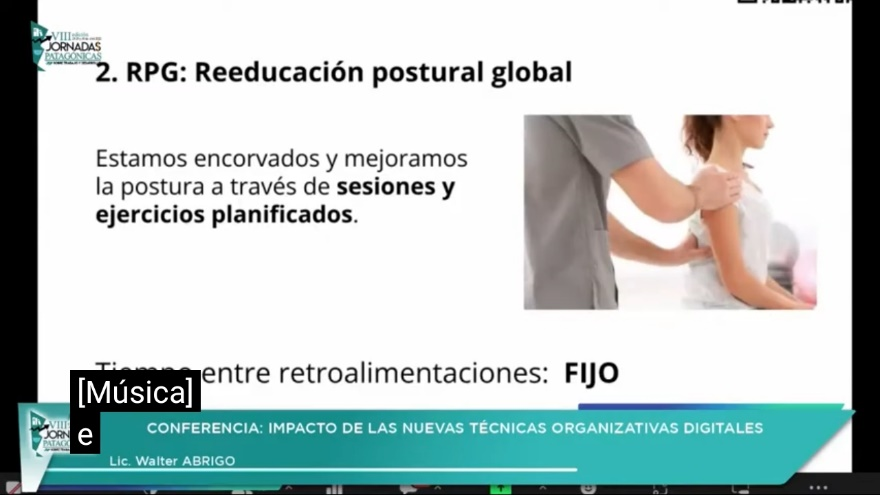 VIII
JORNADAS
PATAGÓNICAS
2. RPG: Reeducación postural global
Estamos encorvados y mejoramos
la postura a través de sesiones y
ejercicios planificados.
Tiempo entre retroalimentaciones: FIJO
[Música]
e
CONFERENCIA: IMPACTO DE LAS NUEVAS TÉCNICAS ORGANIZATIVAS DIGITALES
Lic. Walter ABRIGO